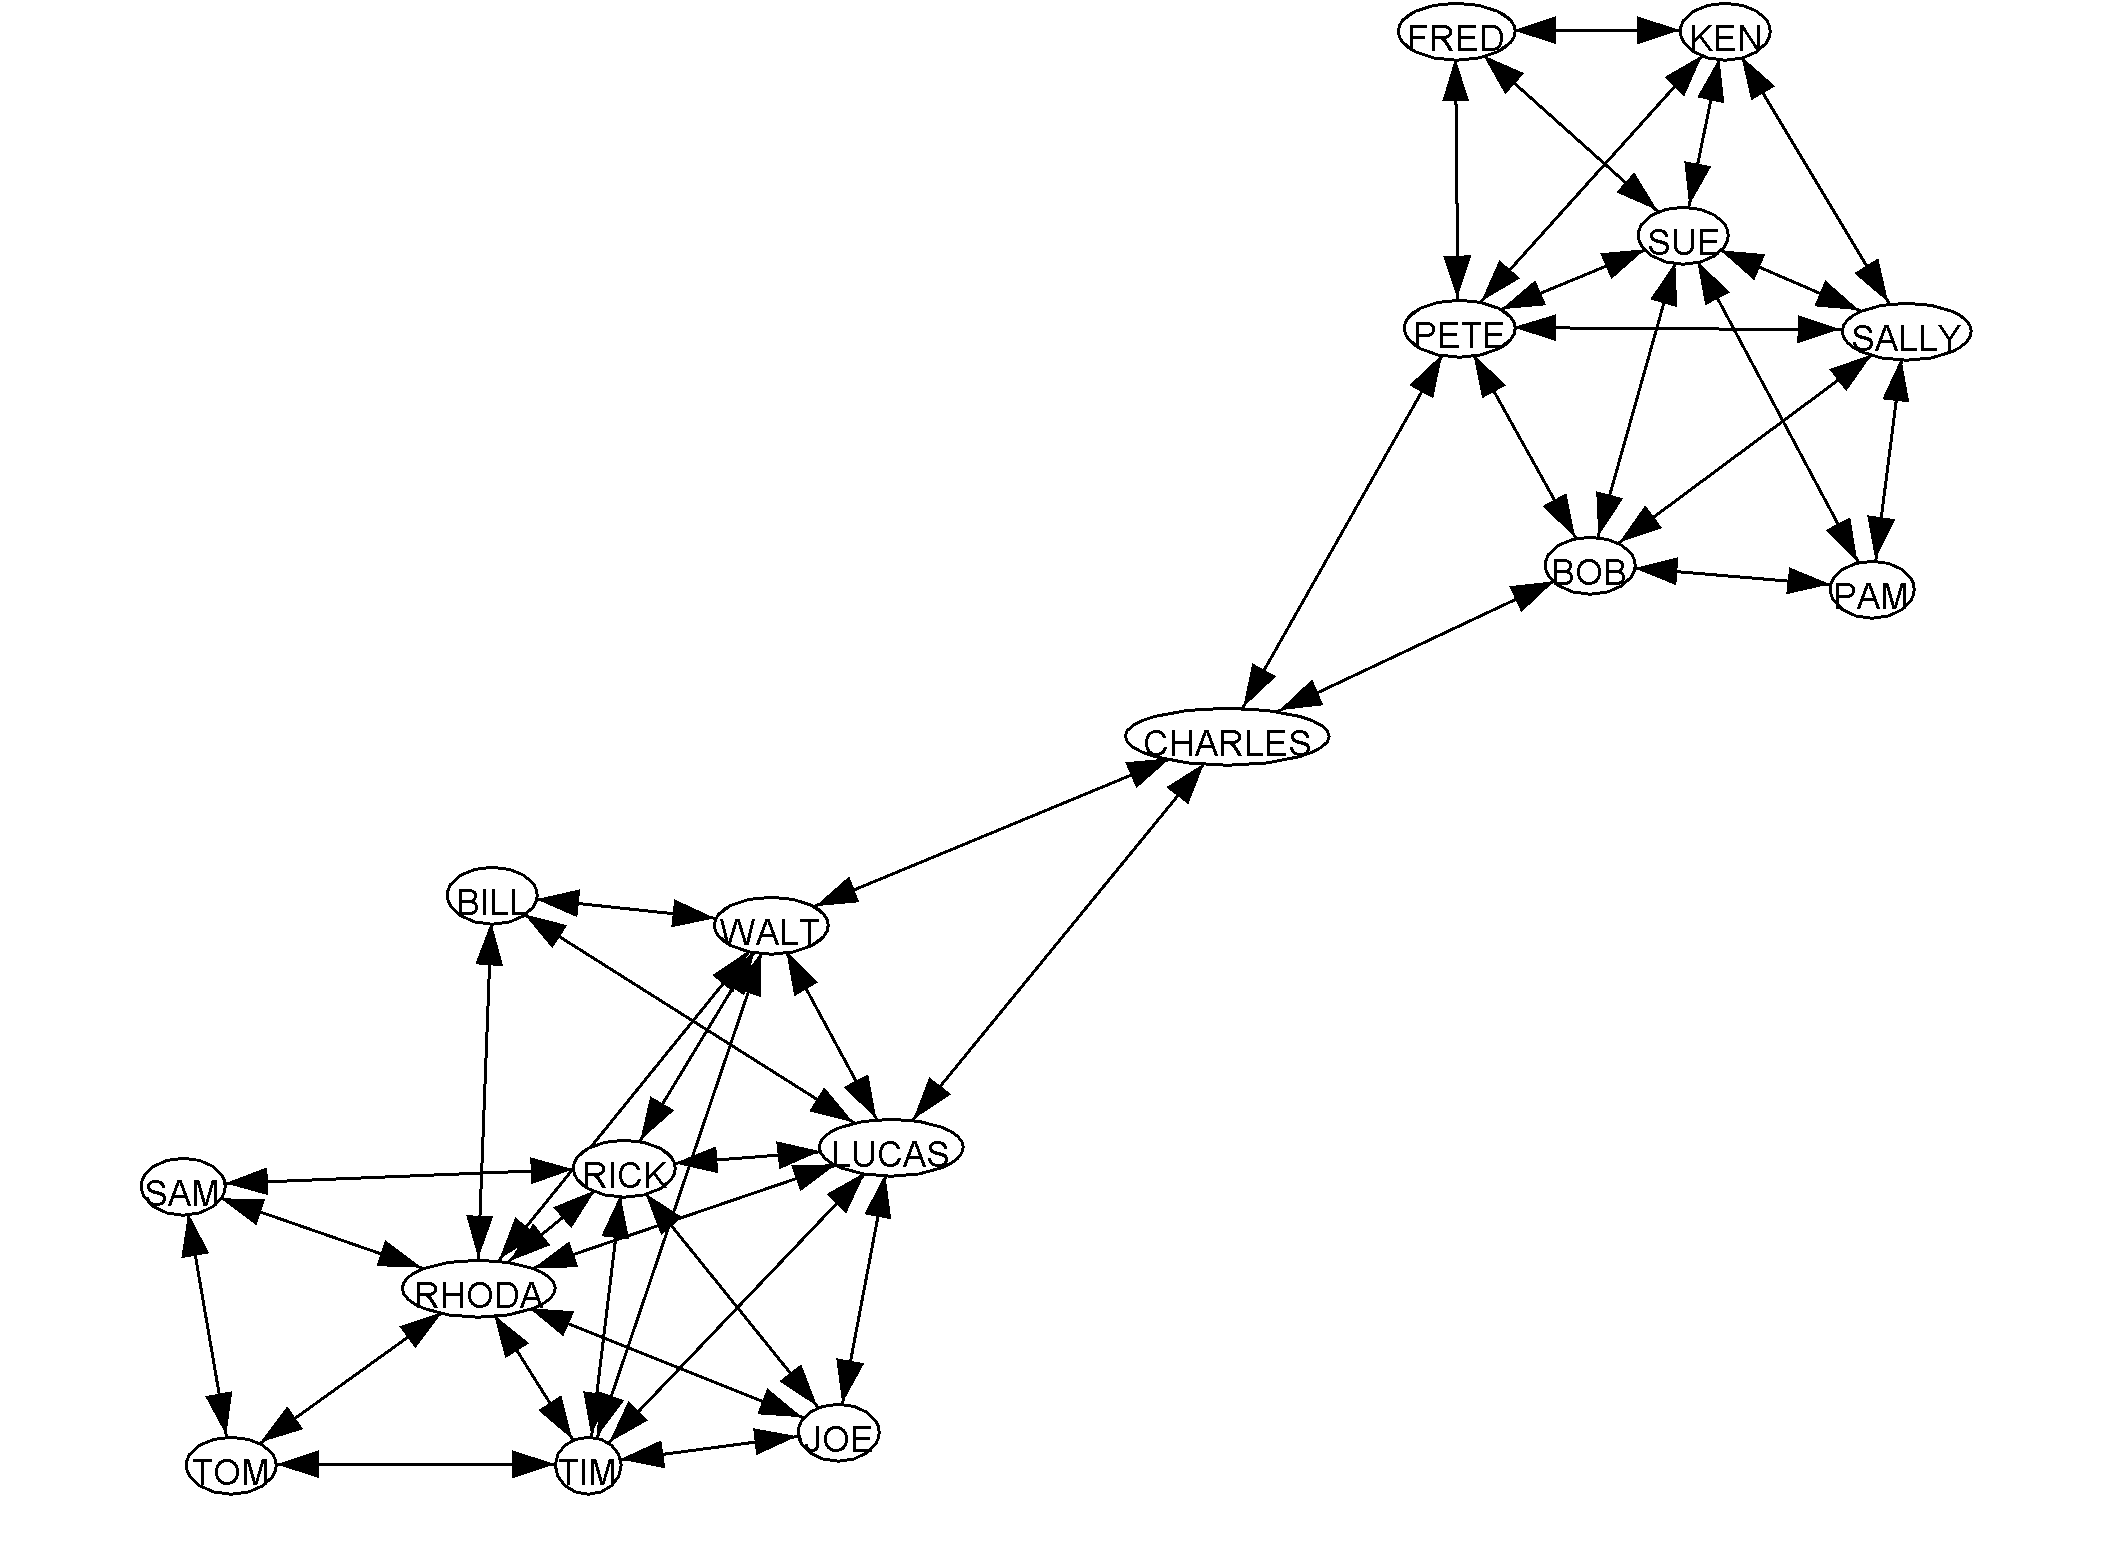 FRED
KEN
SUE
PETE
SALLY
BOB
PAM
CHARLES
BILL
WALT
LUCAS
RICK
SAM
RHODA
JOE
TOM
TIM